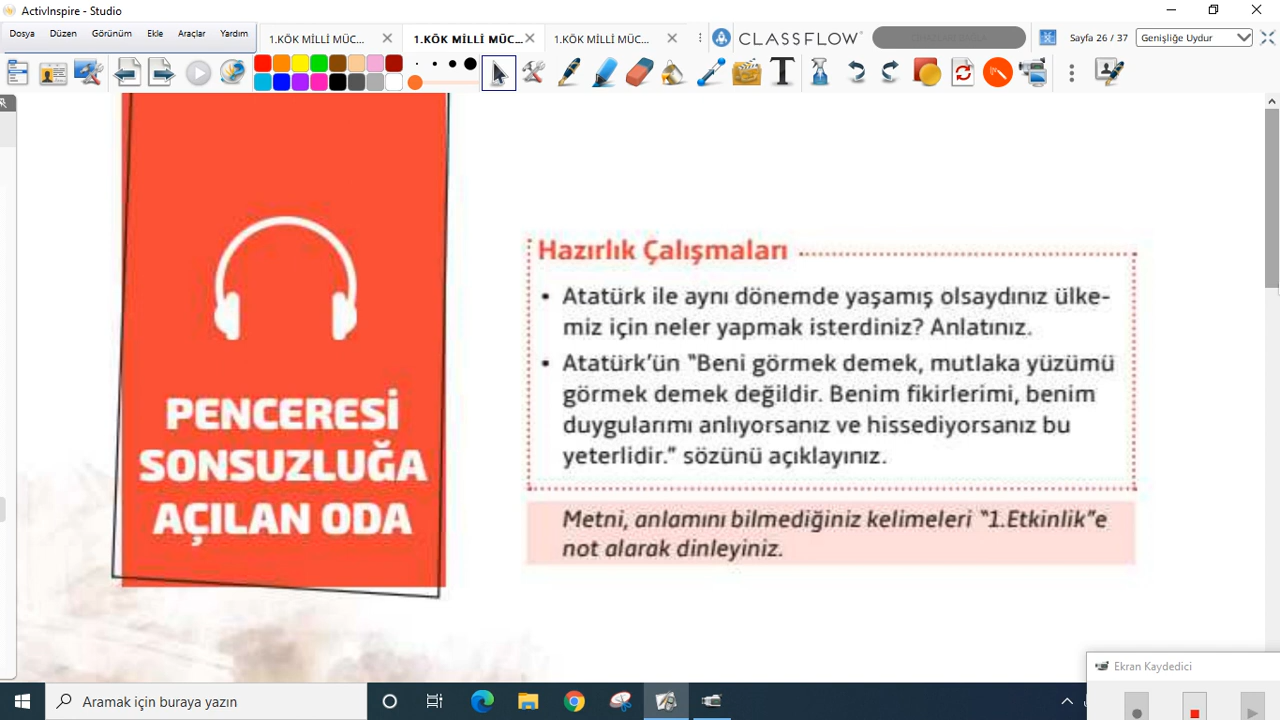 ActivInspire - Studio
Dosya Düzen Görünüm Ekle Araçlar Yardım
1.KÖK MİLLİ MÜC...
1.KÖK MİLLİ MÜC...
1.KÖK MİLLİ MÜC...
CLASSFLOW
Sayfa 26 / 37
Genişliğe Uydur
PENCERESİ
SONSUZLUĞA
AÇILAN ODA
Hazırlık Çalışmaları
• Atatürk ile aynı dönemde yaşamış olsaydınız ülke-
miz için neler yapmak isterdiniz? Anlatınız.
• Atatürk’ün “Beni görmek demek, mutlaka yüzümü
görmek demek değildir. Benim fikirlerimi, benim
duygularımı anlıyorsanız ve hissediyorsanız bu
yeterlidir.” sözünü açıklayınız.
Metni, anlamını bilmediğiniz kelimeleri “1.Etkinlik”e
not alarak dinleyiniz.
Ekran Kaydedici
Aramak için buraya yazın